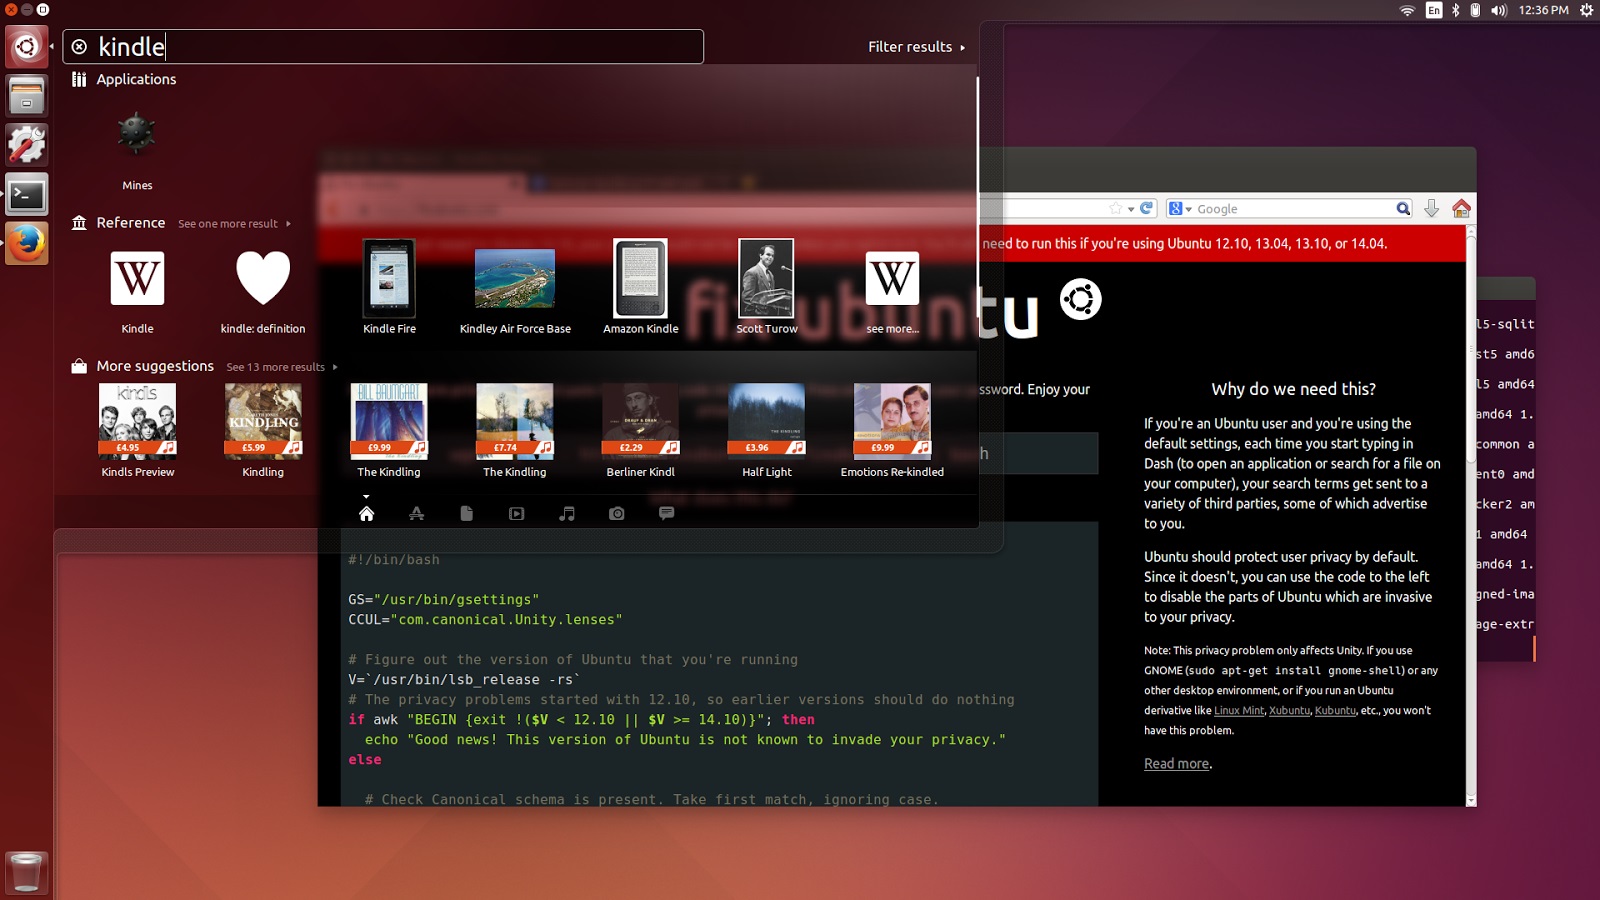 En
12:36 PM
kindle
Filter results
Applications
Mines
Reference See one more result
W
Kindle
kindle: definition
Kindle Fire
Kindley Air Force Base
Amazon Kindle
Scott Turow
W
see more...
More suggestions See 13 more results
kindls
£4.95
Kindls Preview
KINDLING
£5.99
Kindling
BILL BAUMGART
£9.99
The Kindling
£7.74
The Kindling
£2.29
Berliner Kindl
THE KINDLING
£3.96
Half Light
£9.99
Emotions Re-kindled
Google
need to run this if you're using Ubuntu 12.10, 13.04, 13.10, or 14.04.
fix ubuntu
ssword. Enjoy your
h
what does this do?
#!/bin/bash
GS="/usr/bin/gsettings"
CCUL="com.canonical.Unity.lenses"
# Figure out the version of Ubuntu that you're running
V=`/usr/bin/lsb_release -rs`
# The privacy problems started with 12.10, so earlier versions should do nothing
if awk "BEGIN {exit !($V < 12.10 || $V >= 14.10)}"; then
echo "Good news! This version of Ubuntu is not known to invade your privacy."
else
# Check Canonical schema is present. Take first match, ignoring case.
Why do we need this?
If you're an Ubuntu user and you're using the
default settings, each time you start typing in
Dash (to open an application or search for a file on
your computer), your search terms get sent to a
variety of third parties, some of which advertise
to you.
Ubuntu should protect user privacy by default.
Since it doesn't, you can use the code to the left
to disable the parts of Ubuntu which are invasive
to your privacy.
Note: This privacy problem only affects Unity. If you use
GNOME (sudo apt-get install gnome-shell) or any
other desktop environment, or if you run an Ubuntu
derivative like Linux Mint, Xubuntu, Kubuntu, etc., you won't
have this problem.
Read more.
l5-sqlit
st5 amd6
l5 amd64
amd64 1.
common a
ent0 amd
cker2 am
1 amd64
amd64 1.
gned-ima
age-extr